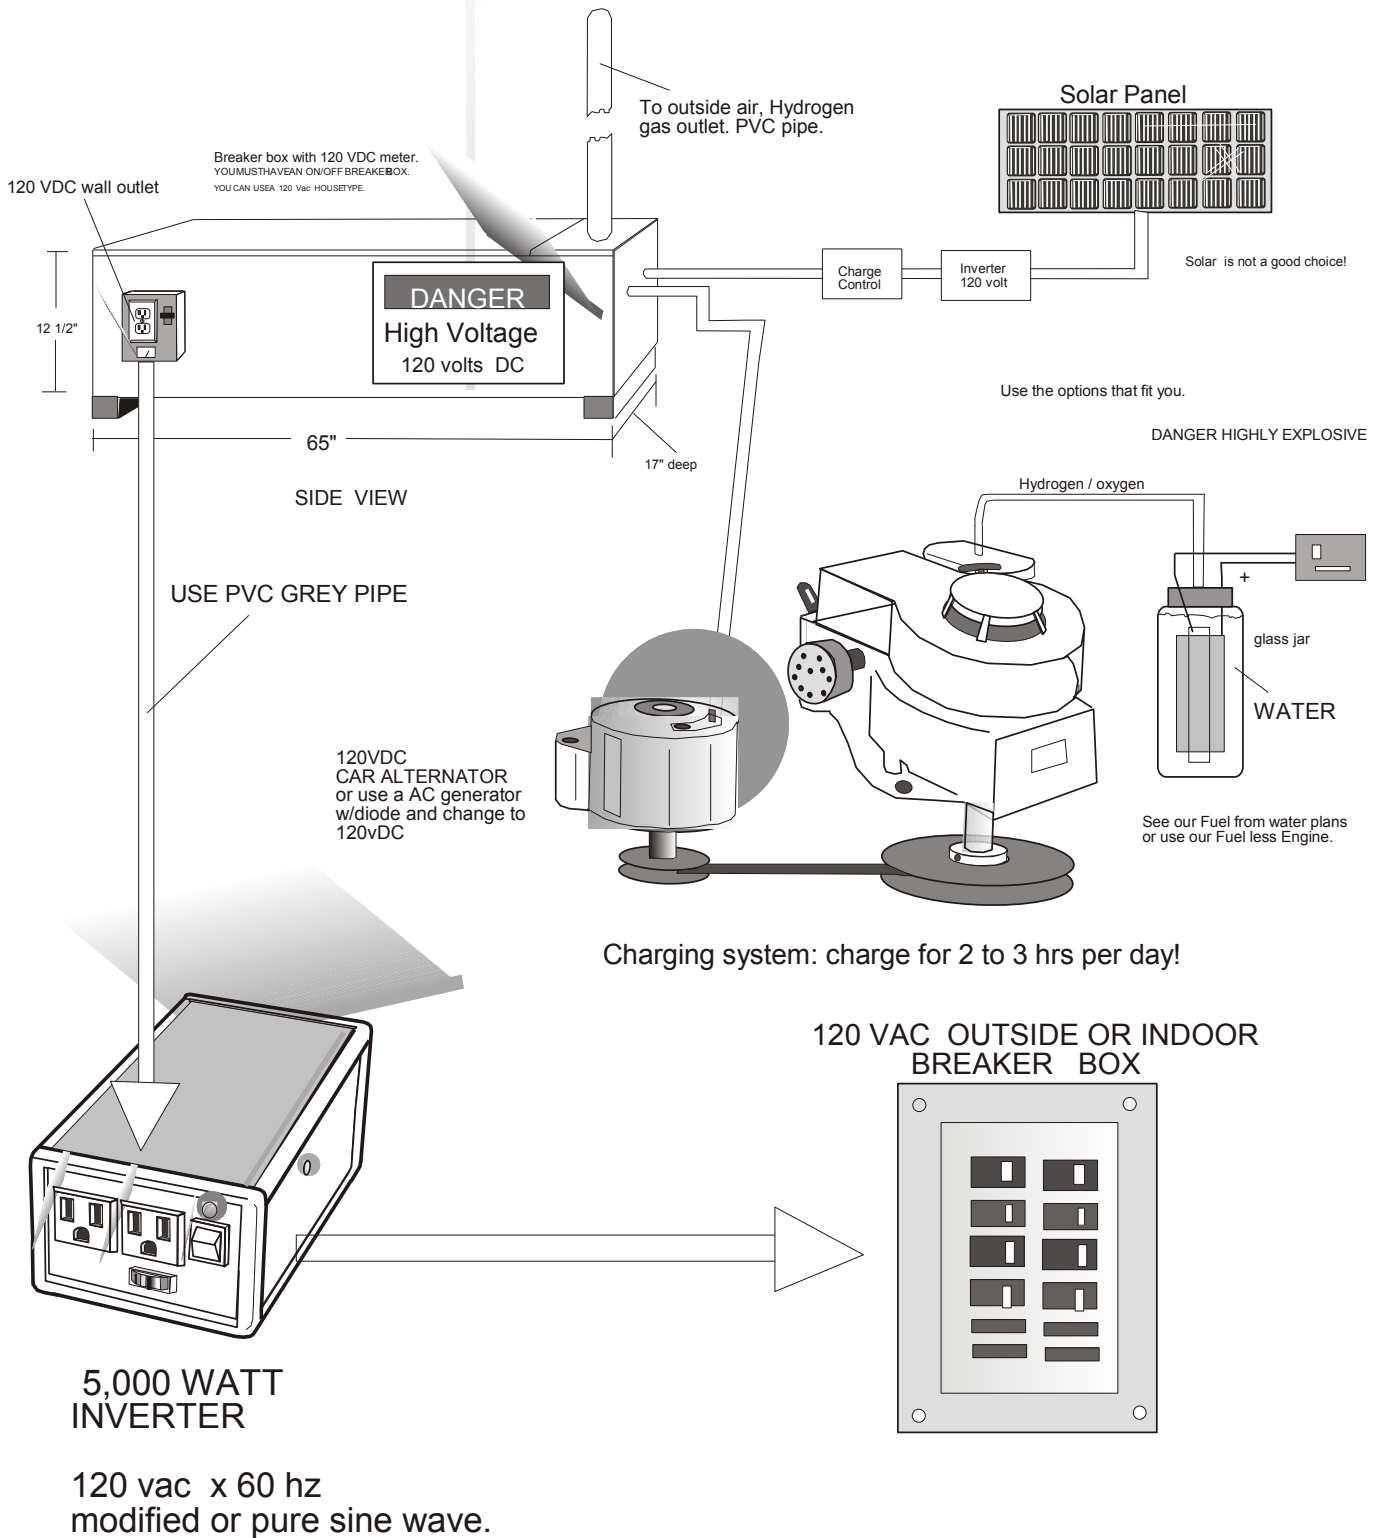 To outside air, Hydrogen
gas outlet. PVC pipe.
Solar Panel
Breaker box with 120 VDC meter.
YOUMUSTHAVEAN ON/OFF BREAKERBOX.
YOU CAN USEA 120 Vac HOUSETYPE.
120 VDC wall outlet
Charge
Control
Inverter
120 volt
Solar is not a good choice!
DANGER
High Voltage
120 volts DC
12 1/2"
65"
17" deep
SIDE VIEW
Use the options that fit you.
DANGER HIGHLY EXPLOSIVE
Hydrogen / oxygen
+
glass jar
WATER
USE PVC GREY PIPE
120VDC
CAR ALTERNATOR
or use a AC generator
w/diode and change to
120vDC
See our Fuel from water plans
or use our Fuel less Engine.
Charging system: charge for 2 to 3 hrs per day!
120 VAC OUTSIDE OR INDOOR
BREAKER BOX
5,000 WATT
INVERTER
120 vac x 60 hz
modified or pure sine wave.